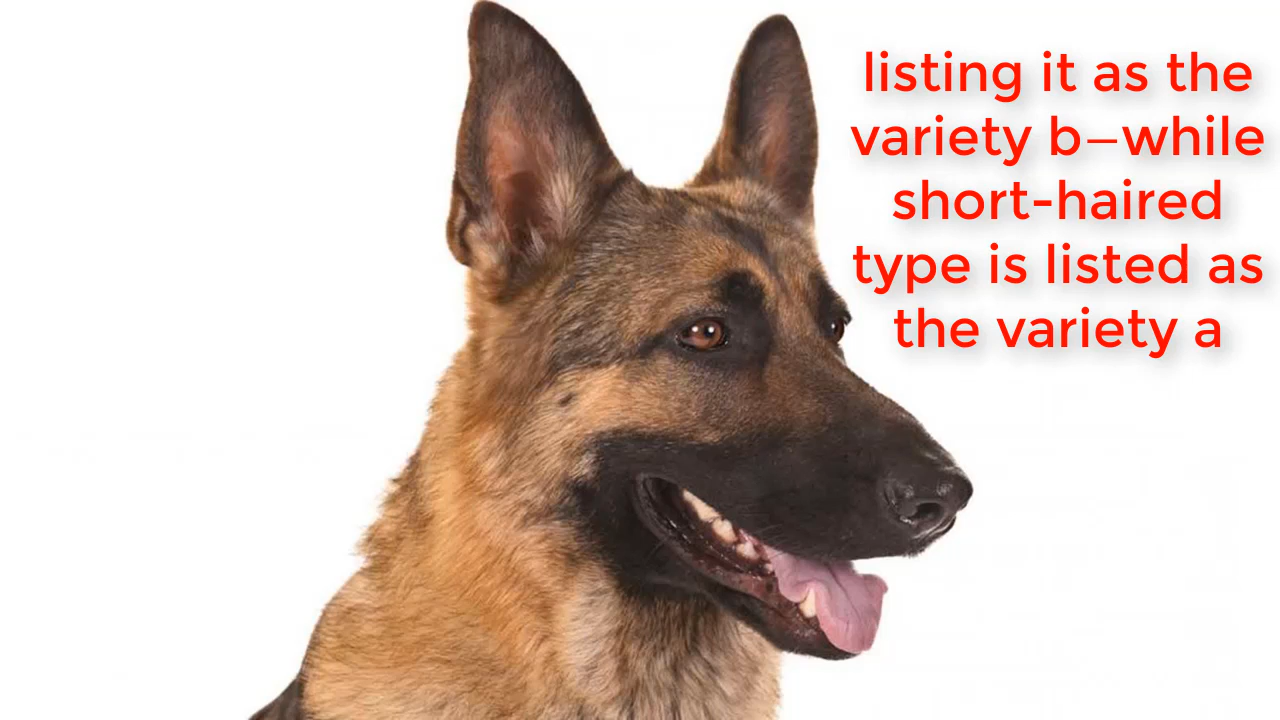 listing it as the
variety b—while
short-haired
type is listed as
the variety a